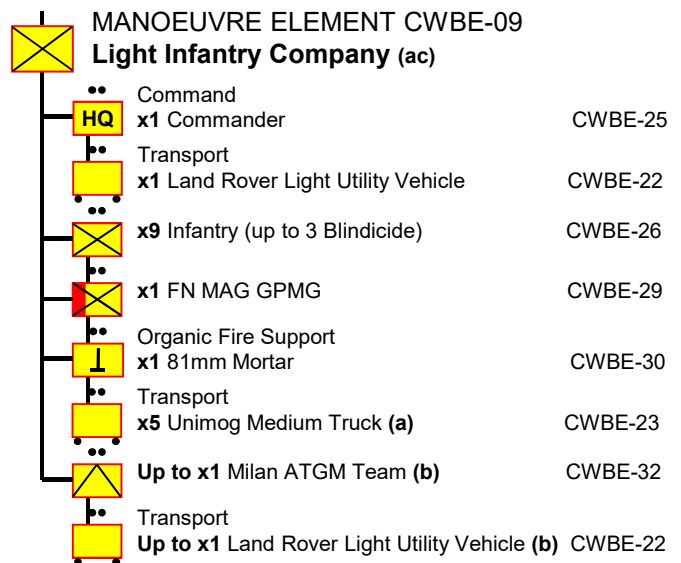 MANOEUVRE ELEMENT CWBE-09
Light Infantry Company (ac)
Command
HQ x1 Commander CWBE-25
Transport
x1 Land Rover Light Utility Vehicle CWBE-22
x9 Infantry (up to 3 Blindicide) CWBE-26
x1 FN MAG GPMG CWBE-29
Organic Fire Support
x1 81mm Mortar CWBE-30
Transport
x5 Unimog Medium Truck (a) CWBE-23
Up to x1 Milan ATGM Team (b) CWBE-32
Transport
Up to x1 Land Rover Light Utility Vehicle (b) CWBE-22